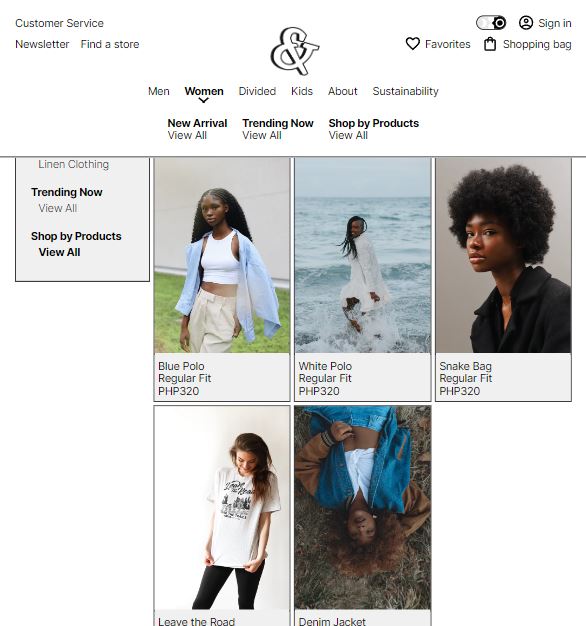 Customer Service
Sign in
Newsletter Find a store
Favorites Shopping bag
&
Men Women Divided Kids About Sustainability
New Arrival Trending Now Shop by Products
View All View All View All
Linen Clothing
Trending Now
View All
Shop by Products
View All
Blue Polo
Regular Fit
PHP320
White Polo
Regular Fit
PHP320
Snake Bag
Regular Fit
PHP320
Leave the Road
Denim Jacket